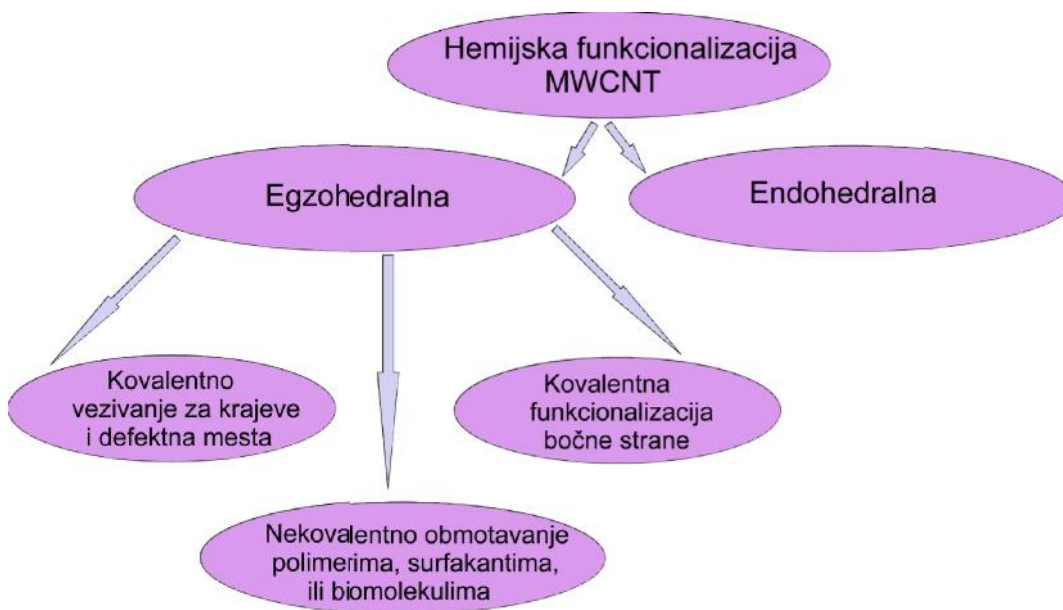 Hemijska funkcionalizacija
MWCNT
Egzohedralna
Endohedralna
Kovalentno
vezivanje za krajeve
i defektna mesta
Kovalentna
funkcionalizacija
bočne strane
Nekovalentno obmotavanje
polimerima, surfakantima,
ili biomolekulima